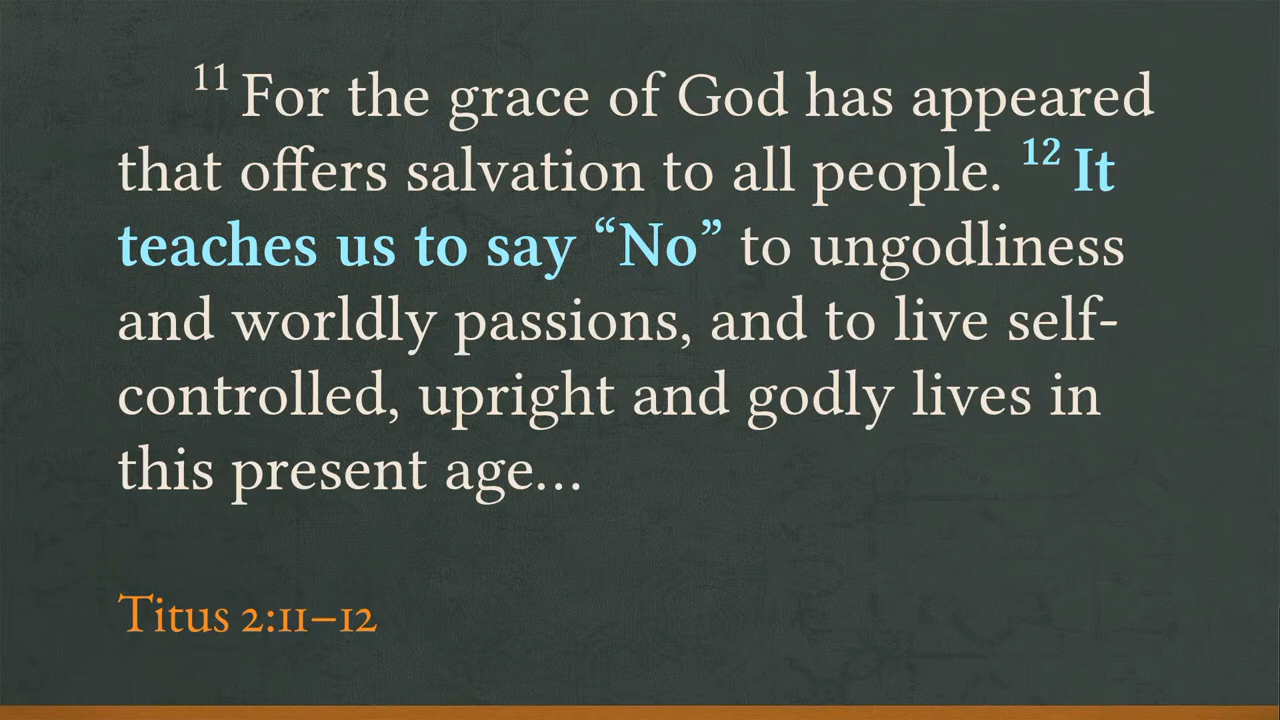 11 For the grace of God has appeared
that offers salvation to all people. 12 It
teaches us to say “No” to ungodliness
and worldly passions, and to live self-
controlled, upright and godly lives in
this present age…
Titus 2:11–12